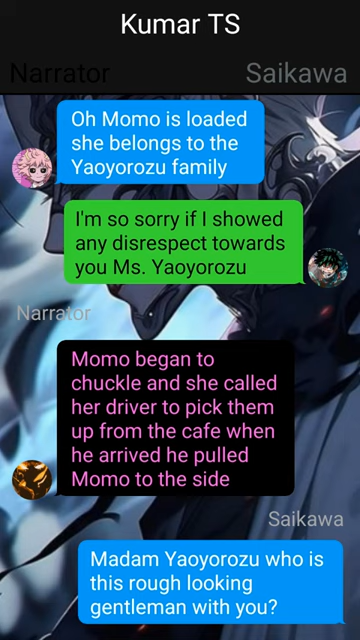 Kumar TS
Narrator
Saikawa
Oh Momo is loaded
she belongs to the
Yaoyorozu family
I'm so sorry if I showed
any disrespect towards
you Ms. Yaoyorozu
Narrator
Momo began to
chuckle and she called
her driver to pick them
up from the cafe when
he arrived he pulled
Momo to the side
Saikawa
Madam Yaoyorozu who is
this rough looking
gentleman with you?